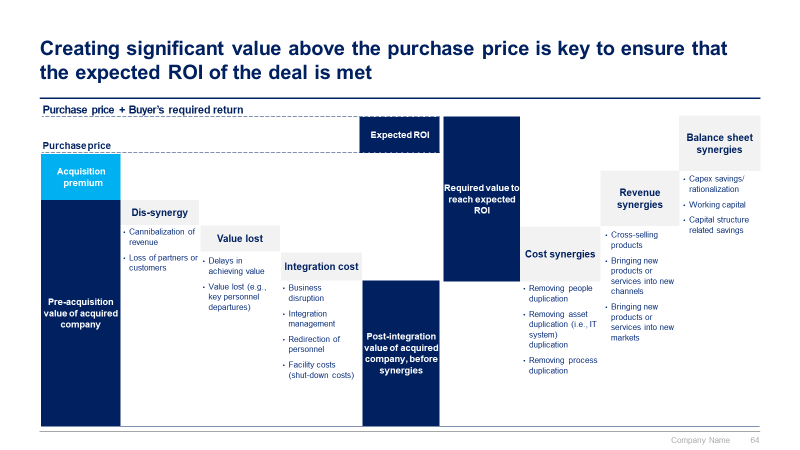 Creating significant value above the purchase price is key to ensure that
the expected ROI of the deal is met
Purchase price + Buyer's required return
Purchase price
Expected ROI
Acquisition
premium
Pre-acquisition
value of acquired
company
Dis-synergy
• Cannibalization of
revenue
• Loss of partners or
customers
Value lost
• Delays in
achieving value
• Value lost (e.g.,
key personnel
departures)
Integration cost
• Business
disruption
• Integration
management
• Redirection of
personnel
• Facility costs
(shut-down costs)
Post-integration
value of acquired
company, before
synergies
Required value to
reach expected
ROI
Cost synergies
• Removing people
duplication
• Removing asset
duplication (i.e., IT
system)
duplication
• Removing process
duplication
Revenue
synergies
• Cross-selling
products
• Bringing new
products or
services into new
channels
• Bringing new
products or
services into new
markets
Balance sheet
synergies
• Capex savings/
rationalization
• Working capital
• Capital structure
related savings
Company Name 64